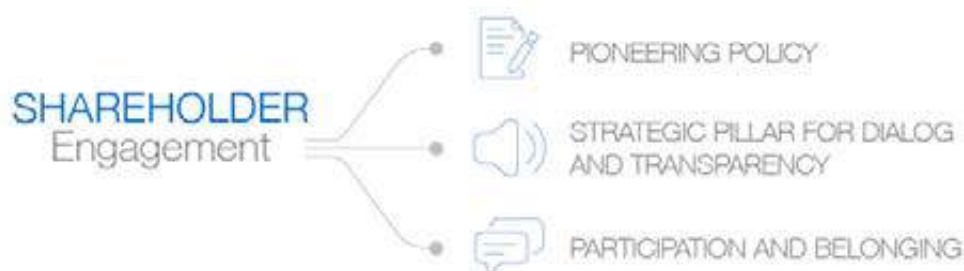 SHAREHOLDER
Engagement
PIONEERING POLICY
STRATEGIC PILLAR FOR DIALOG
AND TRANSPARENCY
PARTICIPATION AND BELONGING